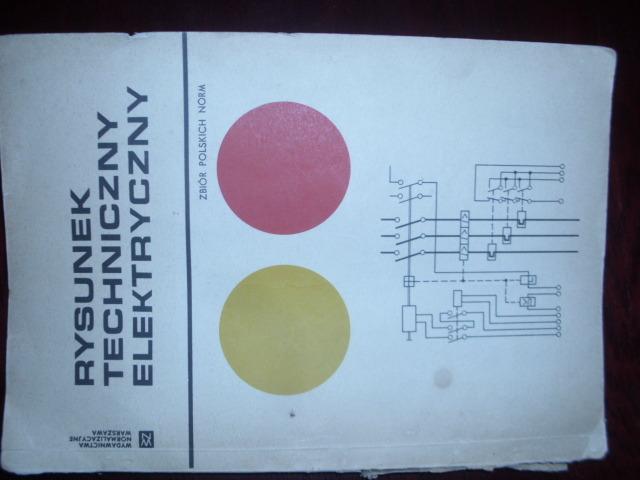 RYSUNEK
TECHNICZNY
ELEKTRYCZNY
ZBIÓR POLSKICH NORM
WYDAWNICTWA
NORMALIZACYJNE
WARSZAWA